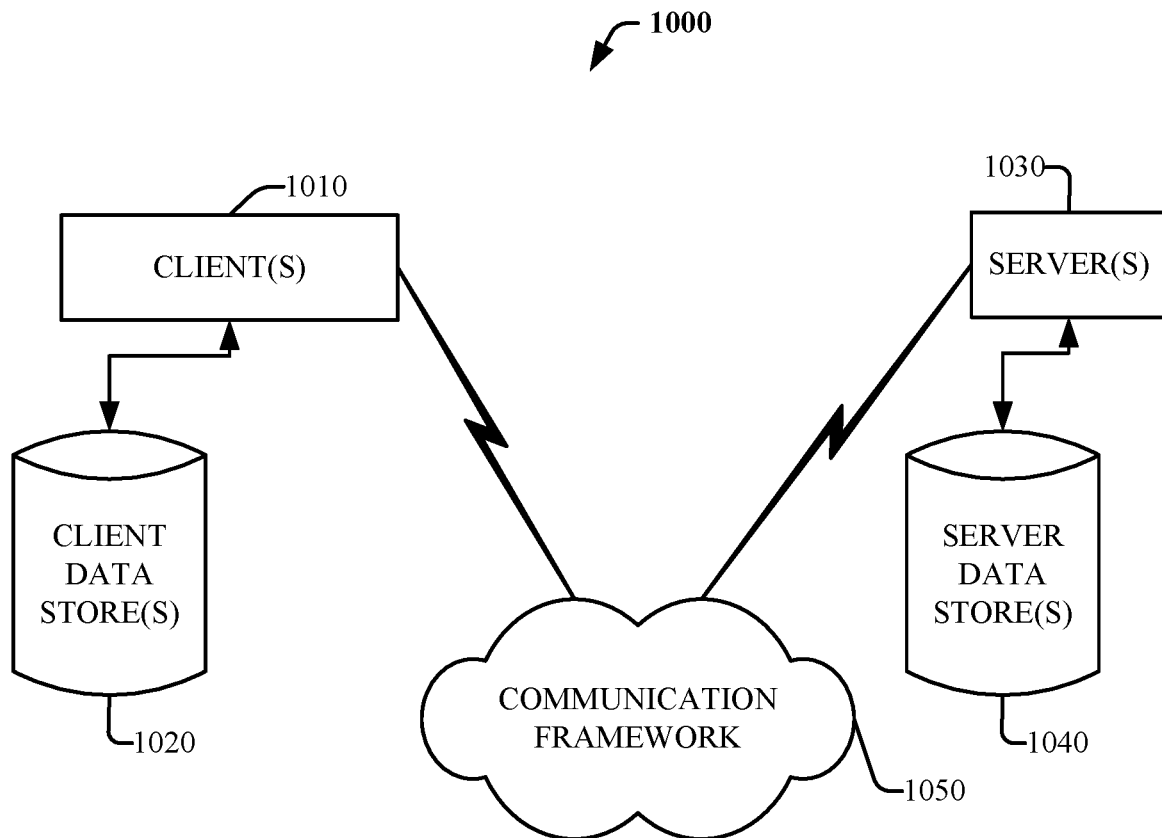 1000
1010
1030
CLIENT(S)
SERVER(S)
CLIENT
DATA
STORE(S)
SERVER
DATA
STORE(S)
COMMUNICATION
FRAMEWORK
1020
1040
1050